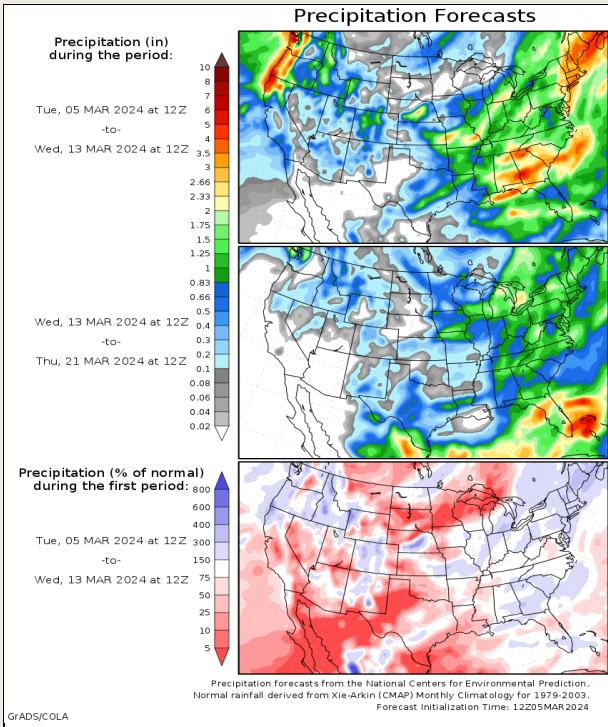 Precipitation Forecasts
Precipitation (in)
during the period:
Tue, 05 MAR 2024 at 12Z
-to-
Wed, 13 MAR 2024 at 12Z
10
8
7
6
5
4
3.5
3
2.66
2.33
2
1.75
1.5
1.25
1
0.83
0.66
0.5
0.4
0.3
0.2
0.1
0.08
0.06
0.04
0.02
Wed, 13 MAR 2024 at 12Z
-to-
Thu, 21 MAR 2024 at 12Z
Precipitation (% of normal)
during the first period:
Tue, 05 MAR 2024 at 12Z
-to-
Wed, 13 MAR 2024 at 12Z
800
600
400
300
150
75
50
25
10
5
Precipitation forecasts from the National Centers for Environmental Prediction.
Normal rainfall derived from Xie-Arkin (CMAP) Monthly Climatology for 1979-2003.
Forecast Initialization Time: 12Z05MAR2024
GrADS/COLA